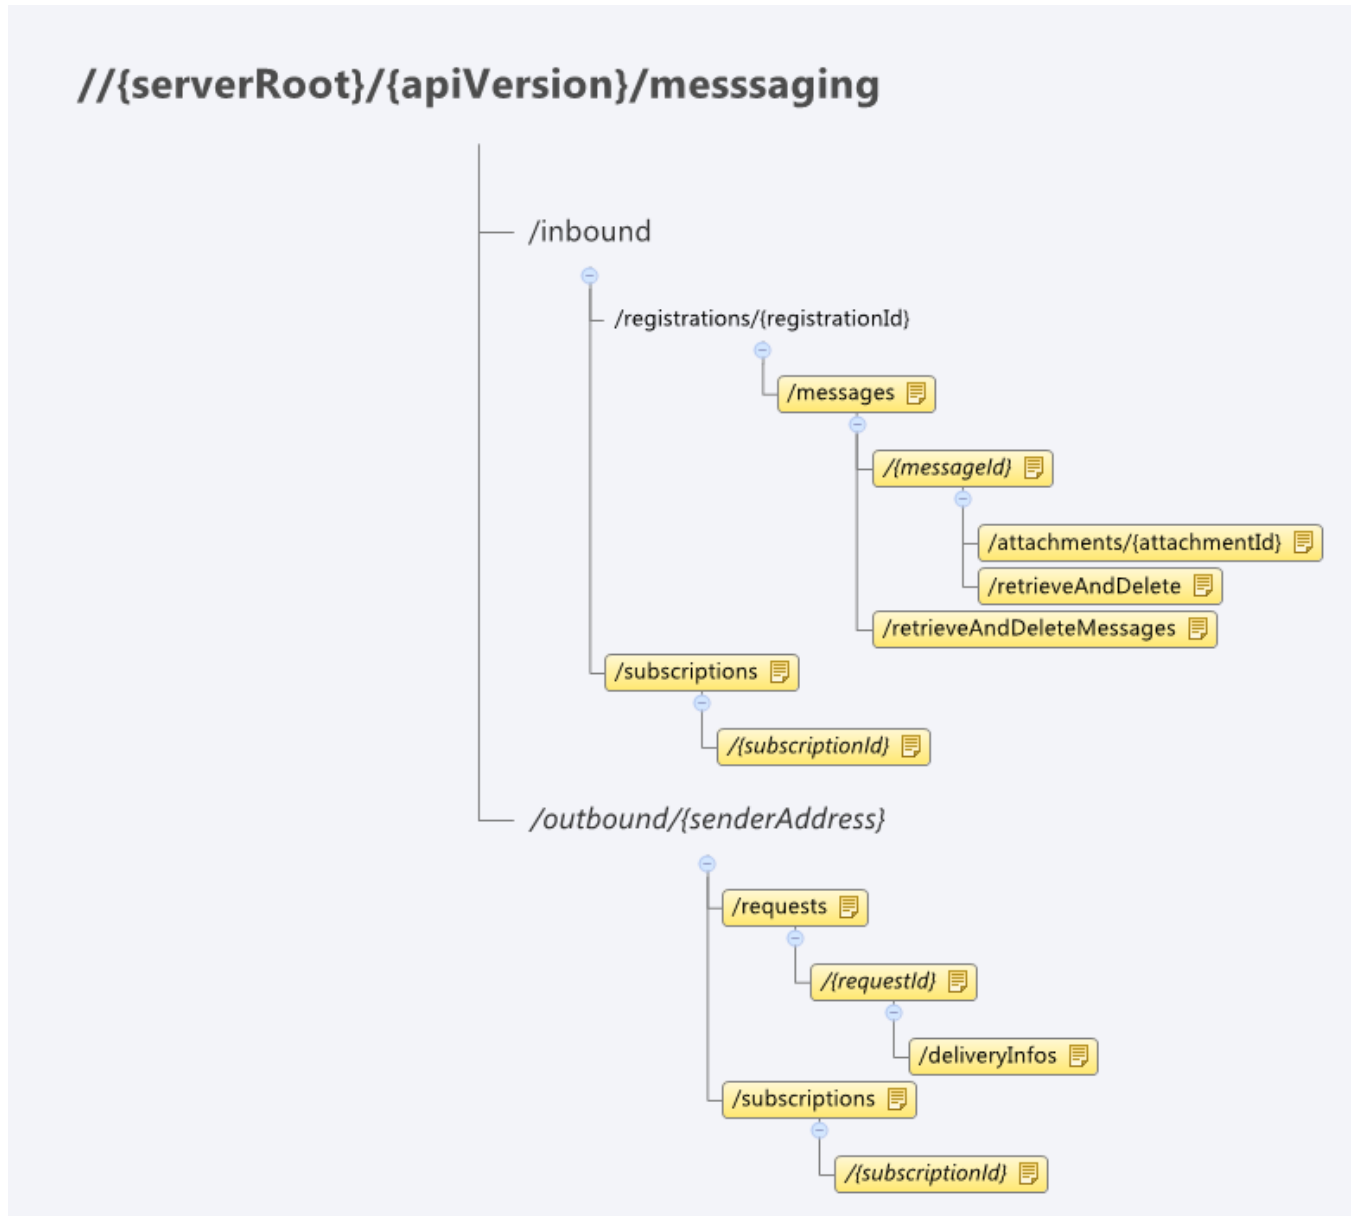 //{serverRoot}/{apiVersion}/messsaging
/inbound
/registrations/{registrationId}
/messages
/{messageId}
/attachments/{attachmentId}
/retrieveAndDelete
/retrieveAndDeleteMessages
/subscriptions
/{subscriptionId}
/outbound/{senderAddress}
/requests
/{requestId}
/deliveryInfos
/subscriptions
/{subscriptionId}